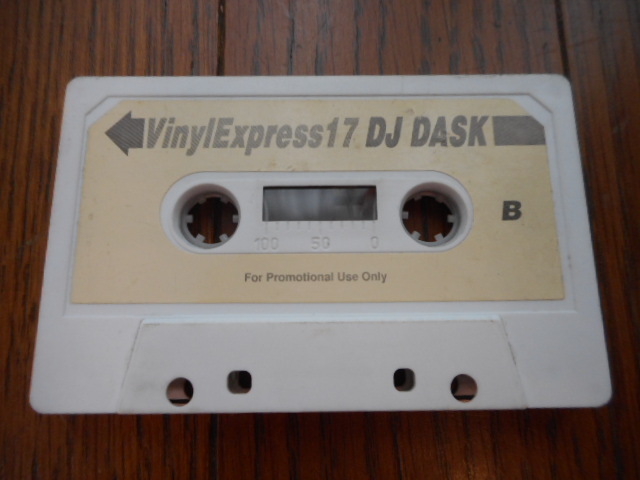 VinylExpress17 DJ DASK
B
100 50 0
For Promotional Use Only